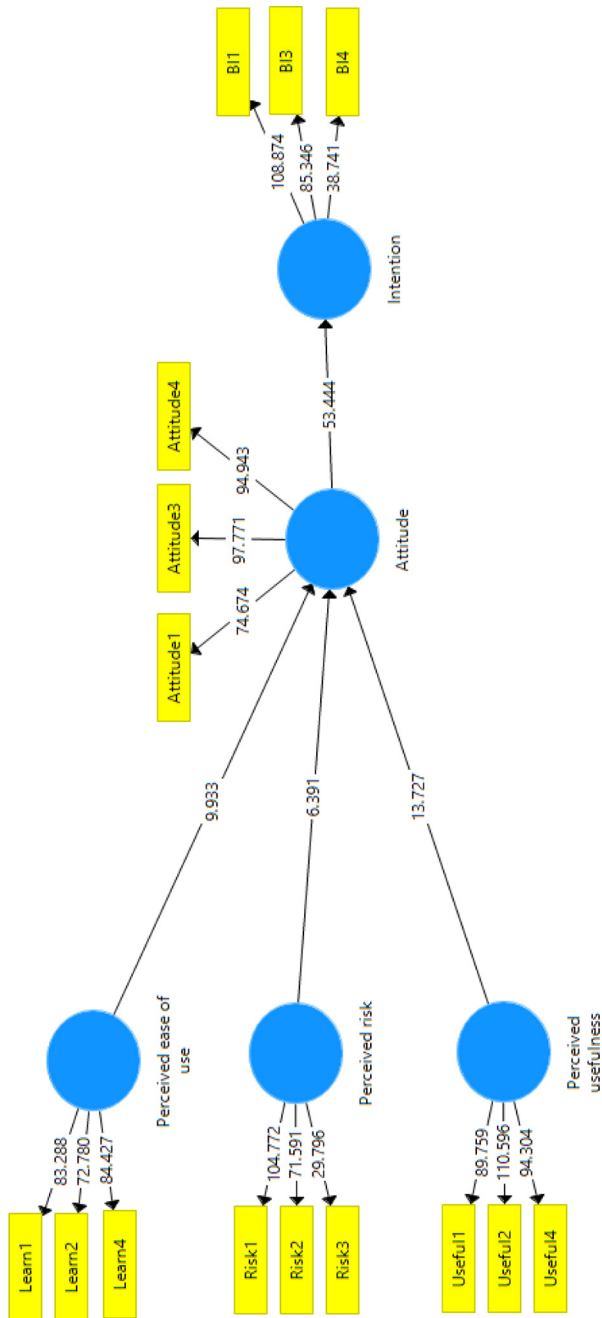 Learn1
Learn2
Learn4
83.288
72.780
84.427
Perceived ease of
use
Risk1
Risk2
Risk3
104.772
71.591
29.796
Perceived risk
Useful1
Useful2
Useful4
89.759
110.596
94.304
Perceived
usefulness
9.933
6.391
13.727
Attitude1
Attitude3
Attitude4
74.674
97.771
94.943
Attitude
53.444
Intention
108.874
85.346
38.741
BI1
BI3
BI4